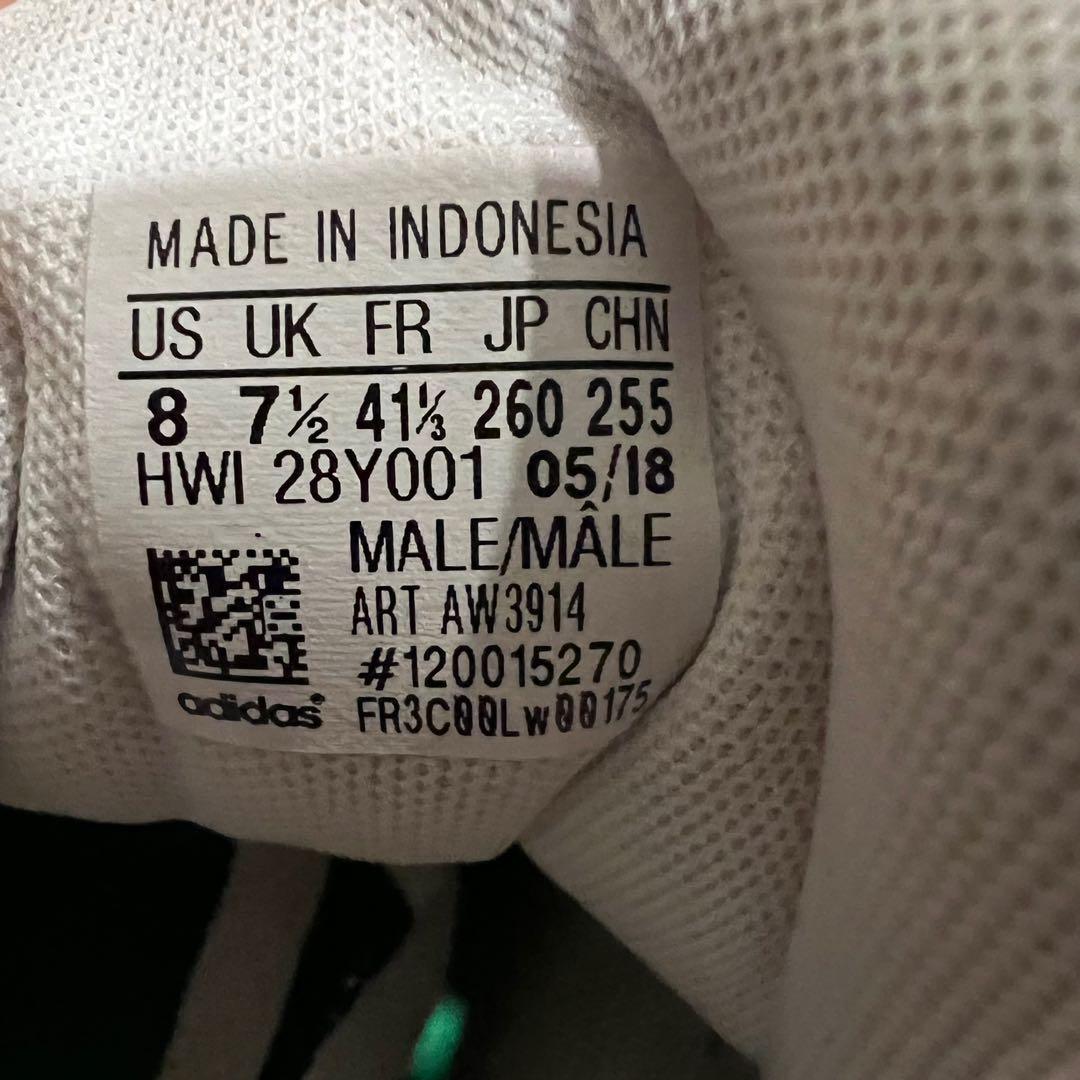 MADE IN INDONESIA
US UK FR JP CHN
8 7½ 41⅓ 260 255
HWI 28Y001 05/18
MALE/MÂLE
ART AW3914
#120015270
adidas® FR3C00LW00175